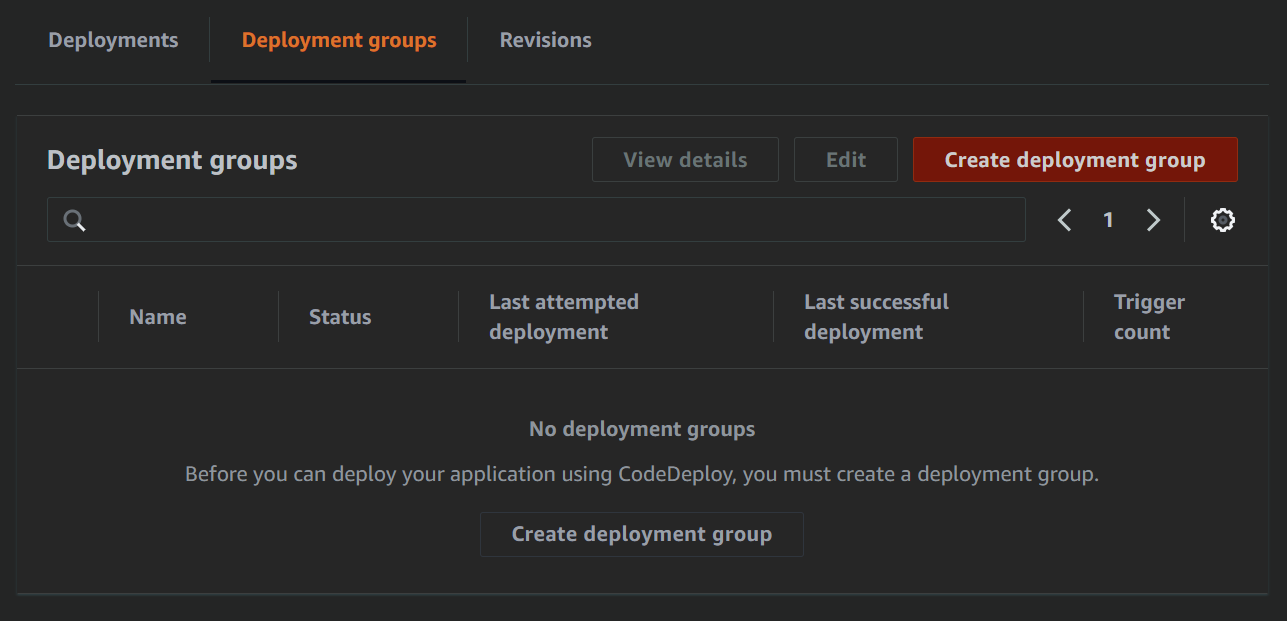 Deployments
Deployment groups
Revisions
Deployment groups
View details
Edit
Create deployment group
1
Name
Status
Last attempted
deployment
Last successful
deployment
Trigger
count
No deployment groups
Before you can deploy your application using CodeDeploy, you must create a deployment group.
Create deployment group